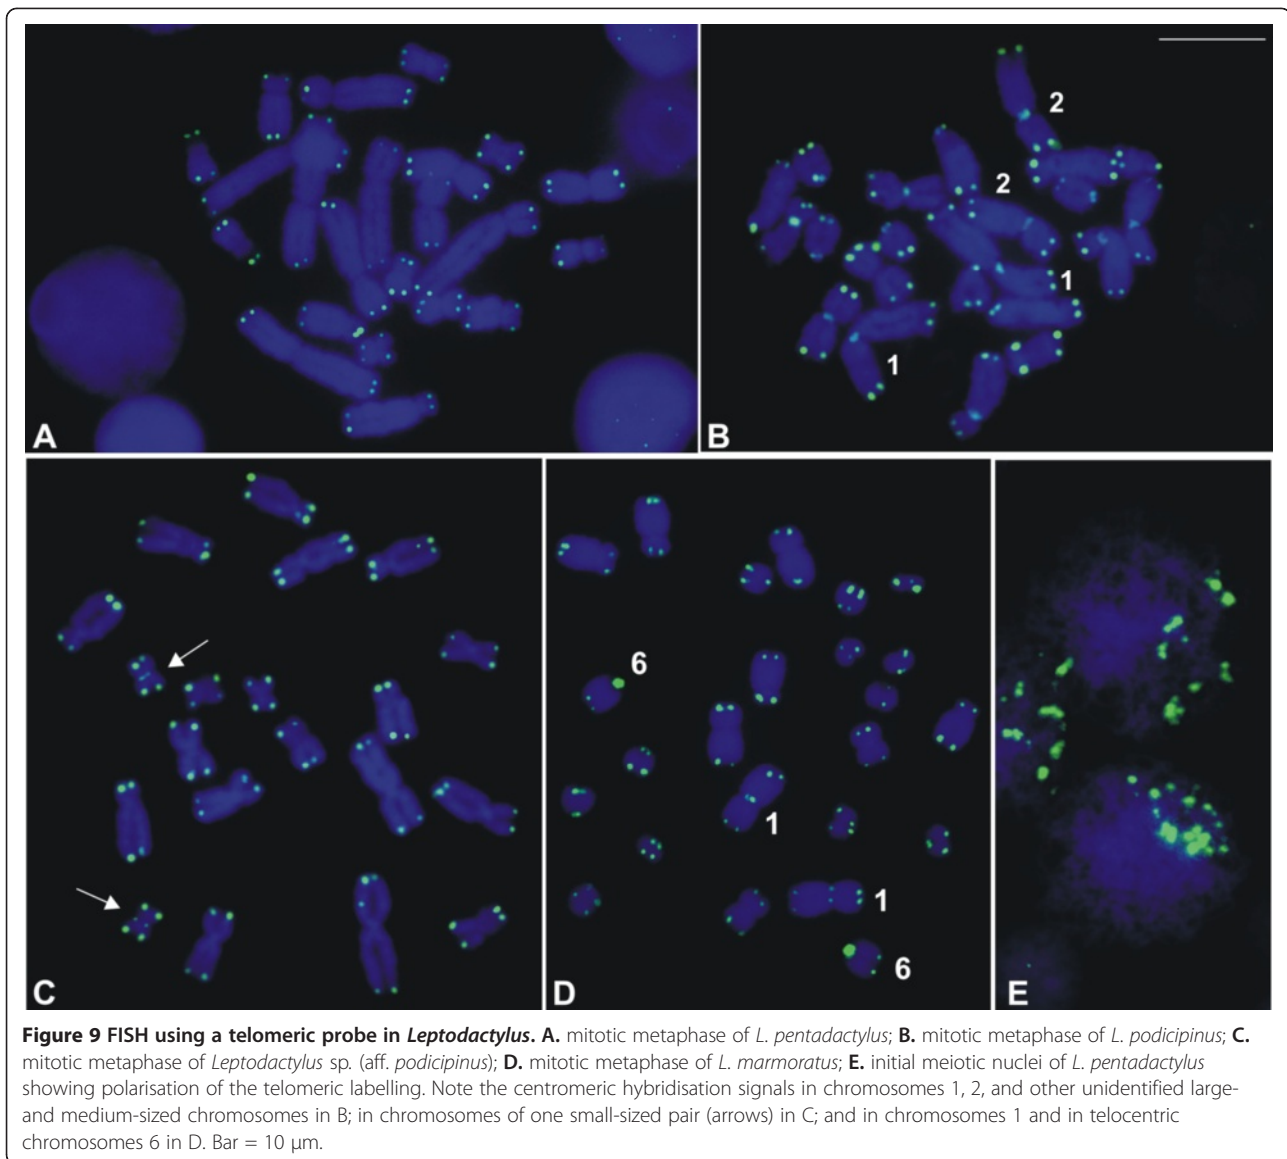 2
2
1
1
A
B
6
1
1
6
C
D
E
Figure 9 FISH using a telomeric probe in Leptodactylus. A. mitotic metaphase of L. pentadactylus; B. mitotic metaphase of L. podicipinus; C.
mitotic metaphase of Leptodactylus sp. (aff. podicipinus); D. mitotic metaphase of L. marmoratus; E. initial meiotic nuclei of L. pentadactylus
showing polarisation of the telomeric labelling. Note the centromeric hybridisation signals in chromosomes 1, 2, and other unidentified large-
and medium-sized chromosomes in B; in chromosomes of one small-sized pair (arrows) in C; and in chromosomes 1 and in telocentric
chromosomes 6 in D. Bar = 10 μm.